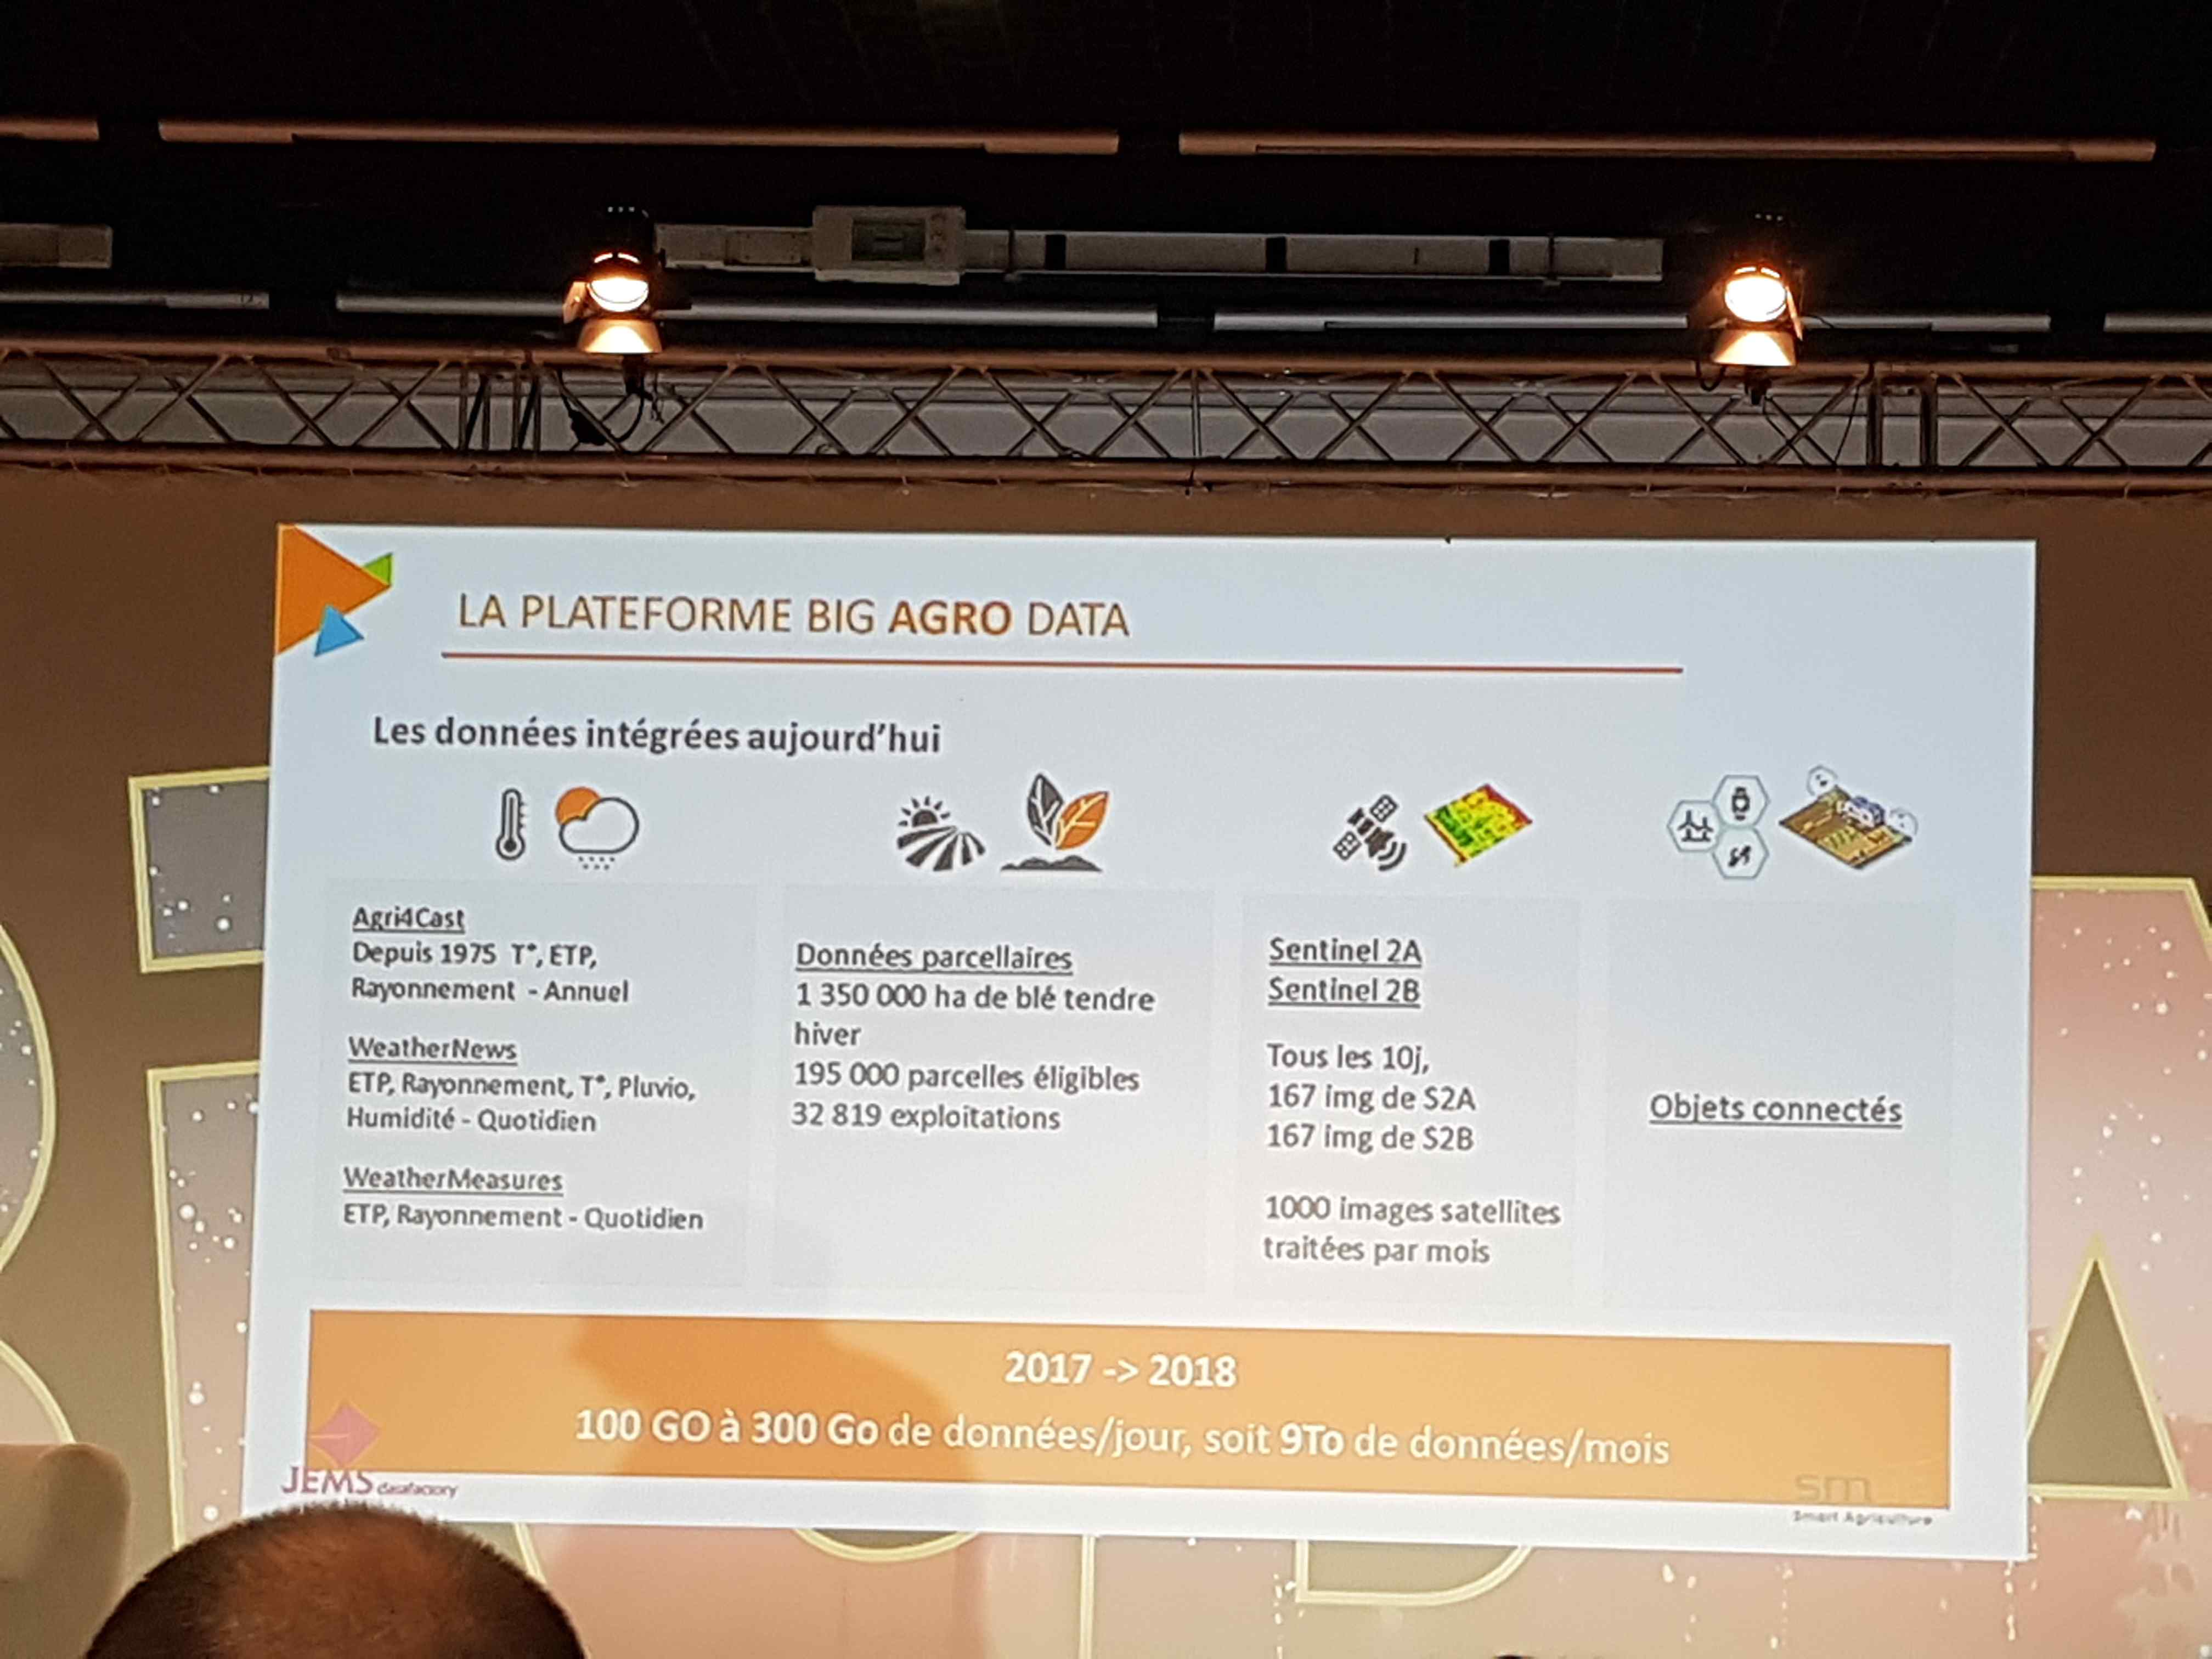 LA PLATEFORME BIG AGRO DATA
Les données intégrées aujourd'hui
Agri4Cast
Depuis 1975 T°, ETP,
Rayonnement - Annuel
WeatherNews
ETP, Rayonnement, T°, Pluvio,
Humidité - Quotidien
WeatherMeasures
ETP, Rayonnement - Quotidien
Données parcellaires
1 350 000 ha de blé tendre
hiver
195 000 parcelles éligibles
32 819 exploitations
Sentinel 2A
Sentinel 2B
Tous les 10j,
167 img de S2A
167 img de S2B
1000 images satellites
traitées par mois
Objets connectés
2017 -> 2018
100 GO à 300 Go de données/jour, soit 9To de données/mois
JEMS datafactory
sm
Smart Agriculture